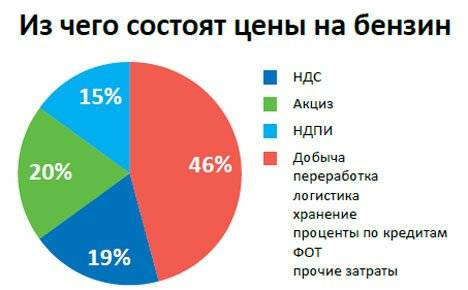 Из чего состоят цены на бензин
НДС
Акциз
НДПИ
Добыча
переработка
логистика
хранение
проценты по кредитам
ФОТ
прочие затраты
15%
46%
20%
19%